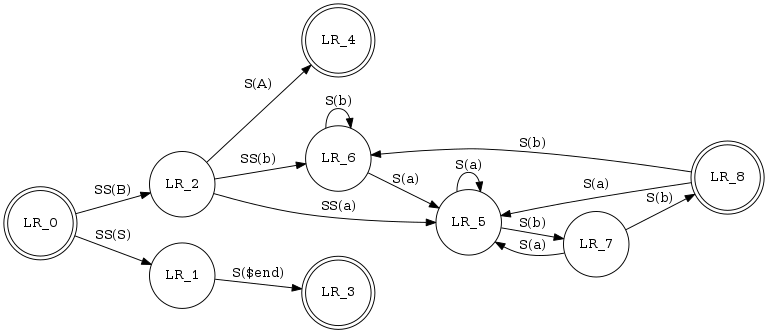 LR_4
S(A)
S(b)
S(b)
LR_6
SS(b)
S(a)
S(a)
S(a)
LR_8
LR_2
SS(B)
SS(a)
S(b)
LR_0
LR_5
S(b)
LR_7
S(a)
SS(S)
LR_1
S($end)
LR_3